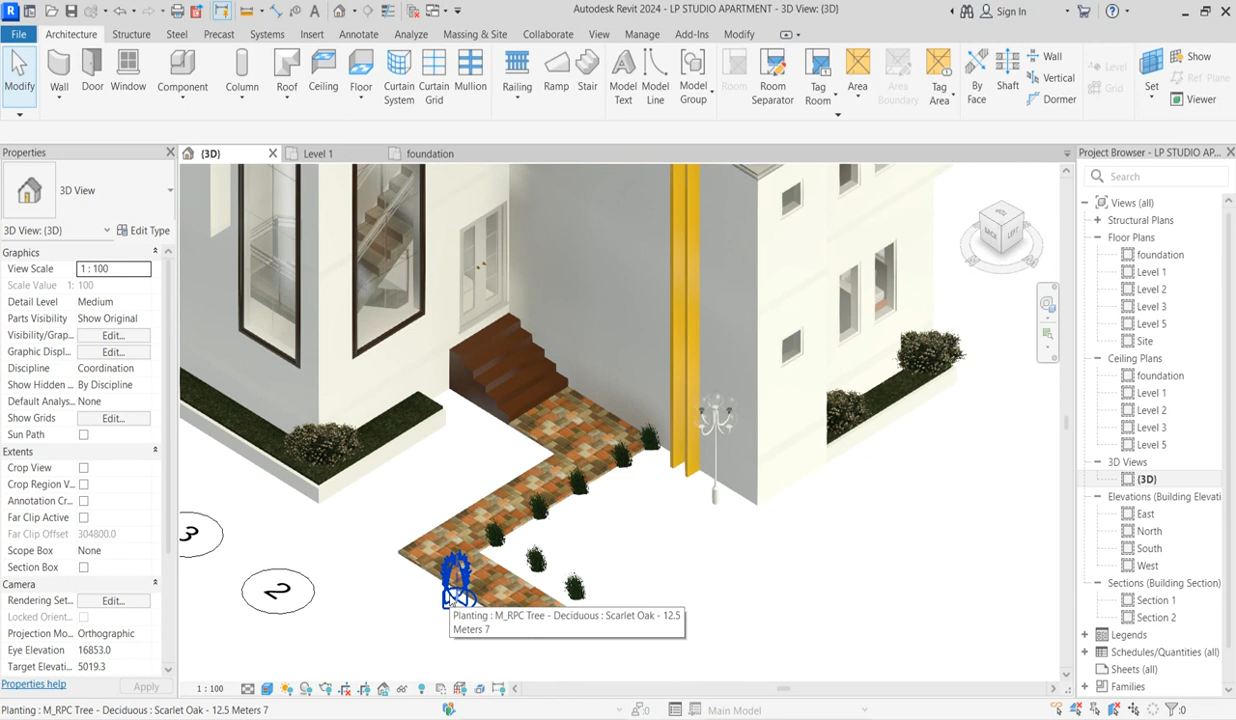 Autodesk Revit 2024 - LP STUDIO APARTMENT - 3D View: {3D}
Sign In
File Architecture Structure Steel Precast Systems Insert Annotate Analyze Massing & Site Collaborate View Manage Add-Ins Modify
Modify Wall Door Window Component Column Roof Ceiling Floor Curtain System Curtain Grid Mullion Railing Ramp Stair Model Text Model Line Model Group Room Room Separator Tag Room Area Area Boundary Tag Area By Face Shaft Wall Vertical Dormer Level Grid Set Show Ref Plane Viewer
Properties
{3D} Level 1 foundation
Project Browser - LP STUDIO AP...
3D View
Search
3D View: {3D} Edit Type
Graphics
View Scale 1 : 100
Scale Value 1: 100
Detail Level Medium
Parts Visibility Show Original
Visibility/Grap... Edit...
Graphic Displ... Edit...
Discipline Coordination
Show Hidden ... By Discipline
Default Analys... None
Show Grids Edit...
Sun Path
Extents
Crop View
Crop Region V...
Annotation Cr...
Far Clip Active
Far Clip Offset 304800.0
Scope Box None
Section Box
Camera
Rendering Set... Edit...
Locked Orient...
Projection Mo... Orthographic
Eye Elevation 16853.0
Target Elevati... 5019.3
Properties help Apply
BACK LEFT
3
2
Planting : M_RPC Tree - Deciduous : Scarlet Oak - 12.5
Meters 7
Views (all)
Structural Plans
Floor Plans
foundation
Level 1
Level 2
Level 3
Level 5
Site
Ceiling Plans
foundation
Level 1
Level 2
Level 3
Level 5
3D Views
{3D}
Elevations (Building Elevati
East
North
South
West
Sections (Building Section)
Section 1
Section 2
Legends
Schedules/Quantities (all)
Sheets (all)
Families
1 : 100
Planting : M_RPC Tree - Deciduous : Scarlet Oak - 12.5 Meters 7
:0 Main Model :0